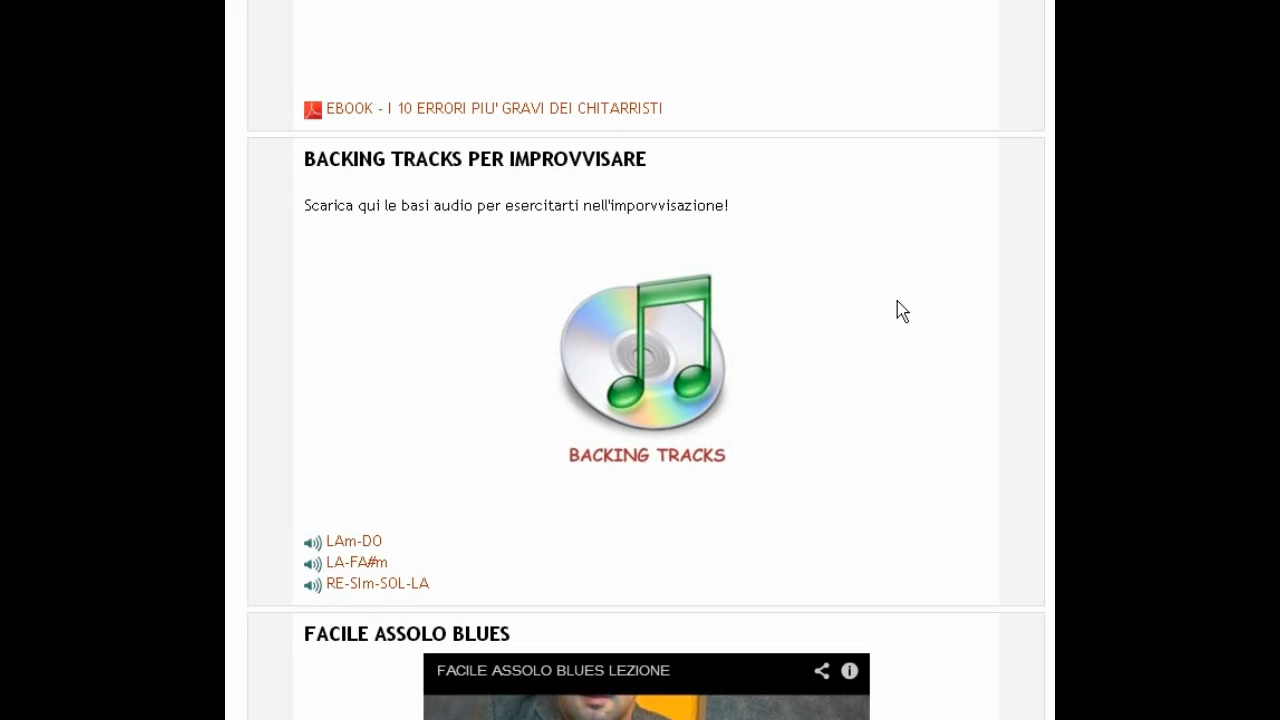 EBOOK - I 10 ERRORI PIU' GRAVI DEI CHITARRISTI
BACKING TRACKS PER IMPROVVISARE
Scarica qui le basi audio per esercitarti nell'imporvvisazione!
BACKING TRACKS
LAm-DO
LA-FA#m
RE-SIm-SOL-LA
FACILE ASSOLO BLUES
FACILE ASSOLO BLUES LEZIONE